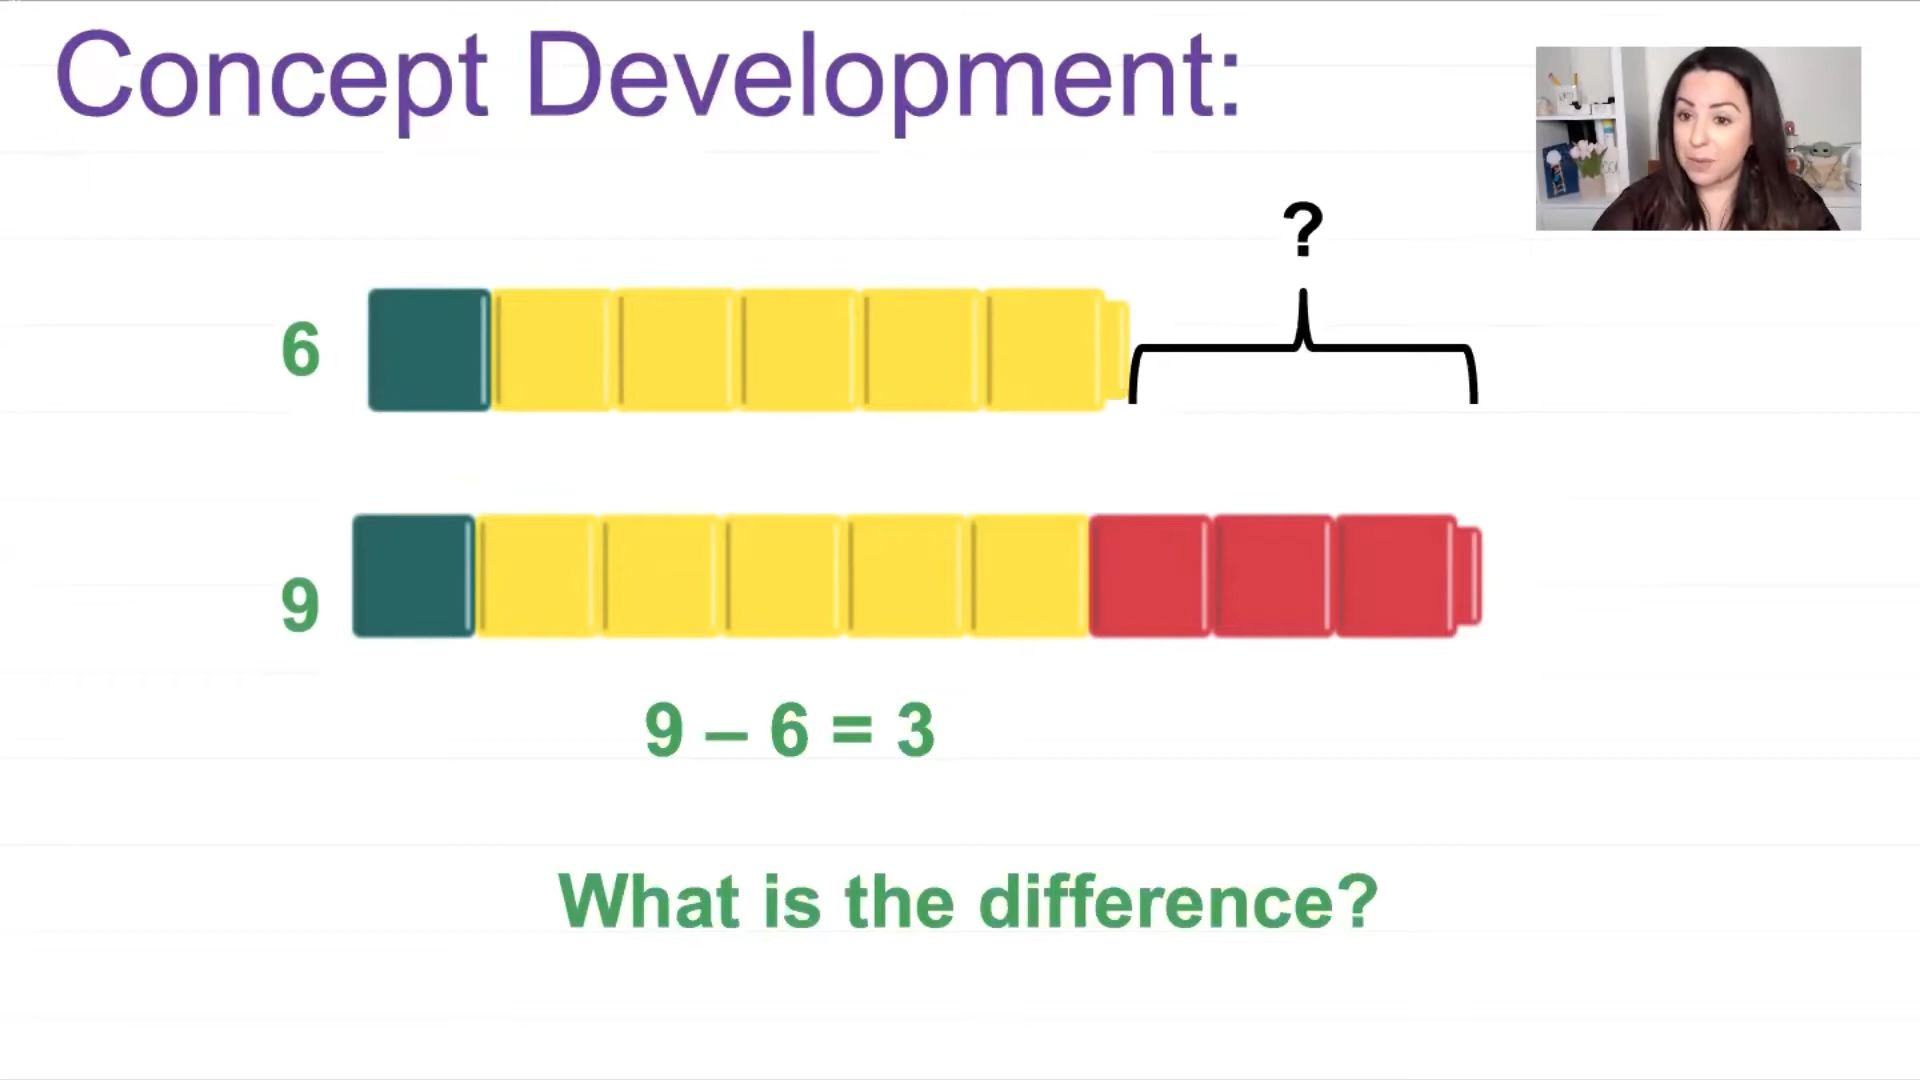 Concept Development:
?
6
9
9 – 6 = 3
What is the difference?